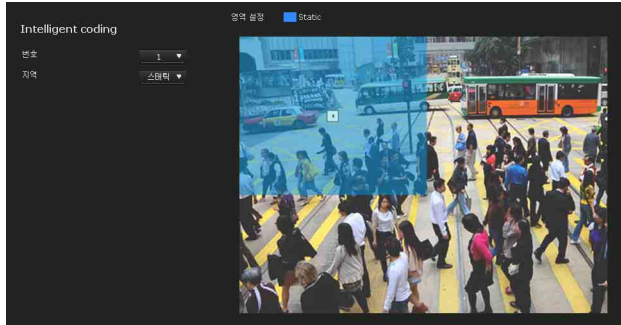 영역 설정 Static
Intelligent coding
번호 1
지역 스태틱